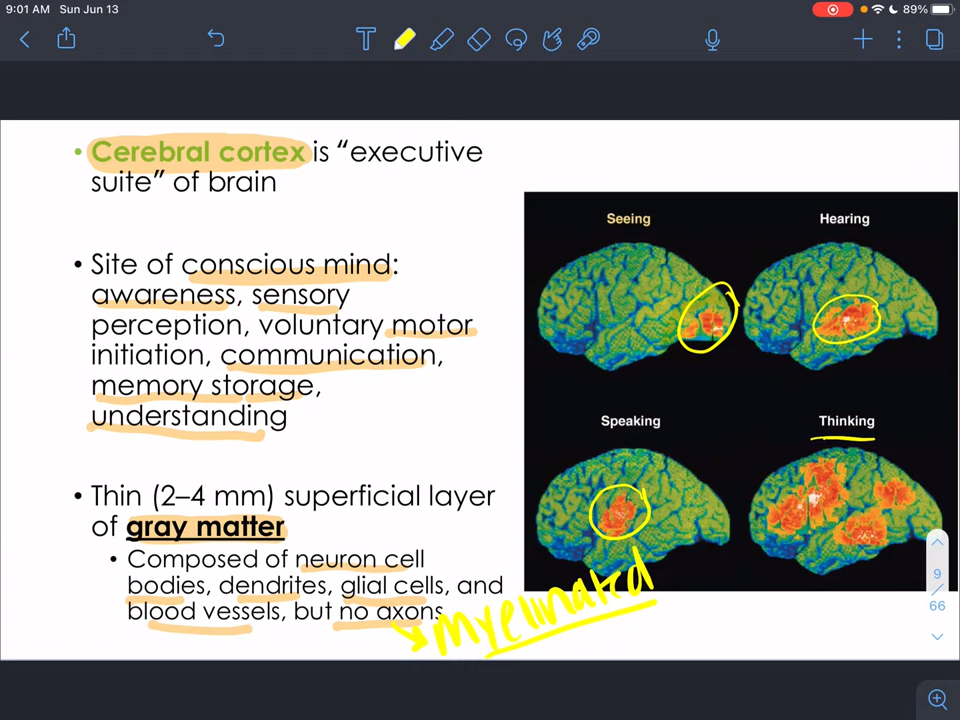 9:01 AM Sun Jun 13
89%
T
• Cerebral cortex is “executive
suite” of brain
• Site of conscious mind:
awareness, sensory
perception, voluntary motor
initiation, communication,
memory storage,
understanding
• Thin (2–4 mm) superficial layer
of gray matter
• Composed of neuron cell
bodies, dendrites, glial cells, and
blood vessels, but no axons
myelinated
Seeing
Hearing
Speaking
Thinking
9
/
66